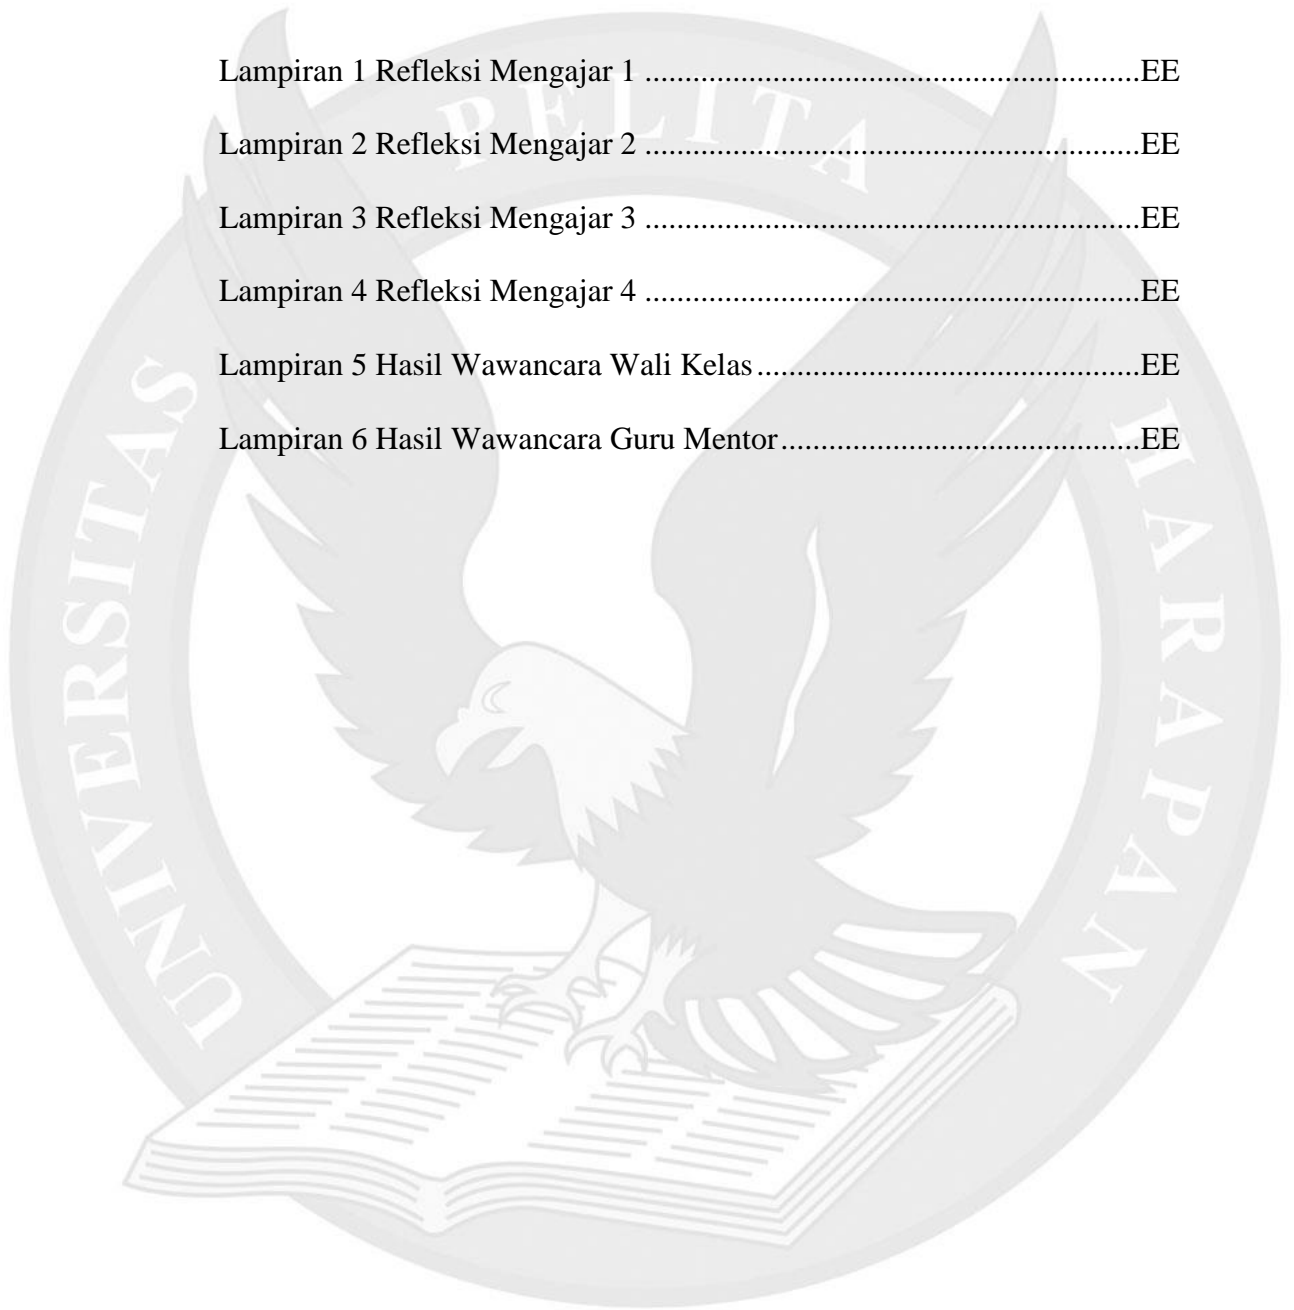 Lampiran 1 Refleksi Mengajar 1 ...............................................................EE
Lampiran 2 Refleksi Mengajar 2 ...............................................................EE
Lampiran 3 Refleksi Mengajar 3 ...............................................................EE
Lampiran 4 Refleksi Mengajar 4 ...............................................................EE
Lampiran 5 Hasil Wawancara Wali Kelas .................................................EE
Lampiran 6 Hasil Wawancara Guru Mentor ..............................................EE
UNIVERSITAS PELITA HARAPAN